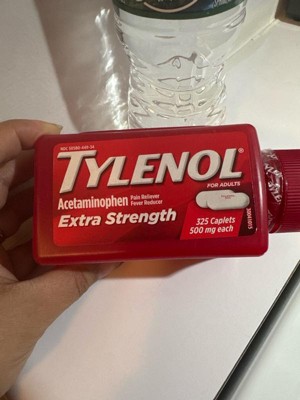 TYLENOL®
FOR ADULTS
Acetaminophen
Pain Reliever
Fever Reducer
Extra Strength
325 Caplets
500 mg each